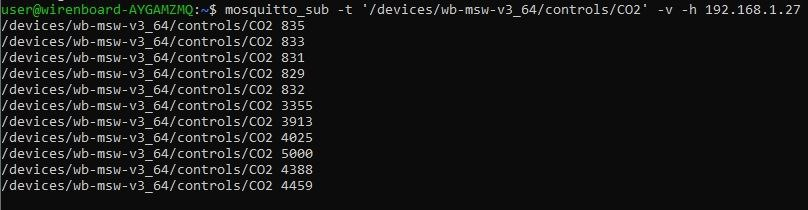 user@wirenboard-AYGAMZMQ:~$ mosquitto_sub -t '/devices/wb-msw-v3_64/controls/CO2' -v -h 192.168.1.27
/devices/wb-msw-v3_64/controls/CO2 835
/devices/wb-msw-v3_64/controls/CO2 833
/devices/wb-msw-v3_64/controls/CO2 831
/devices/wb-msw-v3_64/controls/CO2 829
/devices/wb-msw-v3_64/controls/CO2 832
/devices/wb-msw-v3_64/controls/CO2 3355
/devices/wb-msw-v3_64/controls/CO2 3913
/devices/wb-msw-v3_64/controls/CO2 4025
/devices/wb-msw-v3_64/controls/CO2 5000
/devices/wb-msw-v3_64/controls/CO2 4388
/devices/wb-msw-v3_64/controls/CO2 4459